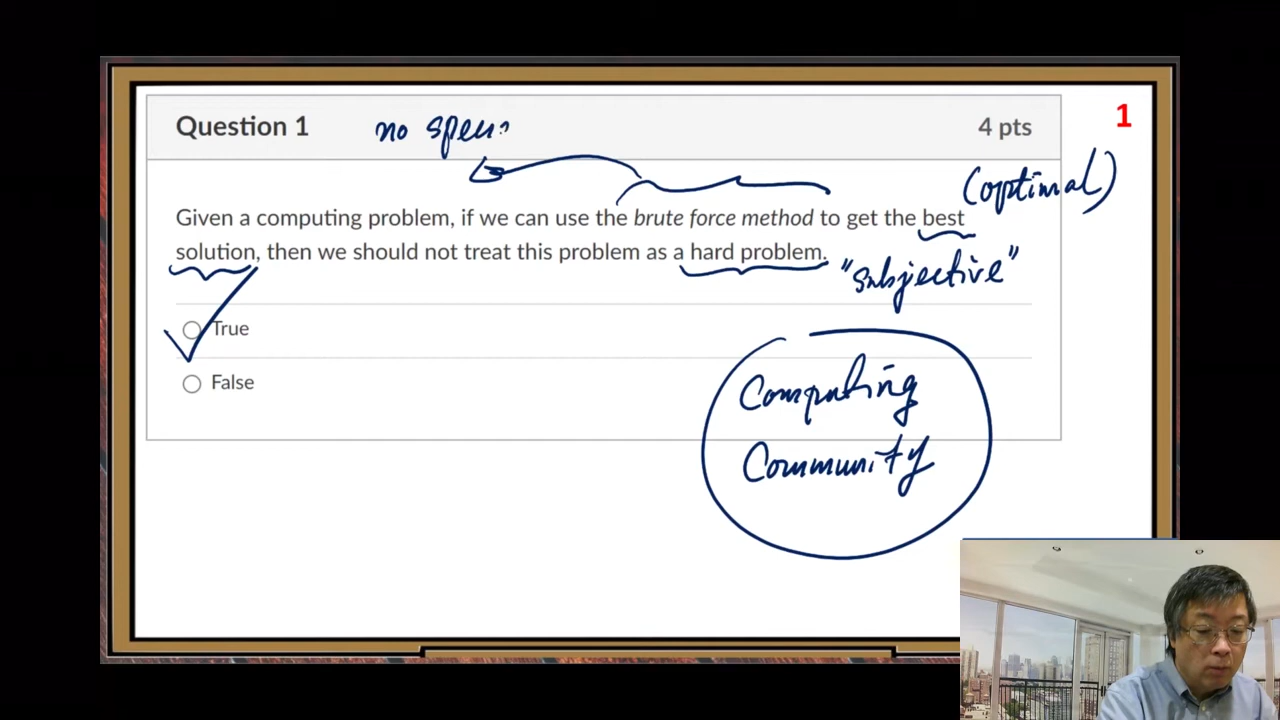 Question 1
no
4 pts
1
(optimal)
Given a computing problem, if we can use the brute force method to get the best
solution, then we should not treat this problem as a hard problem.
"subjective"
True
False
Computing
Community